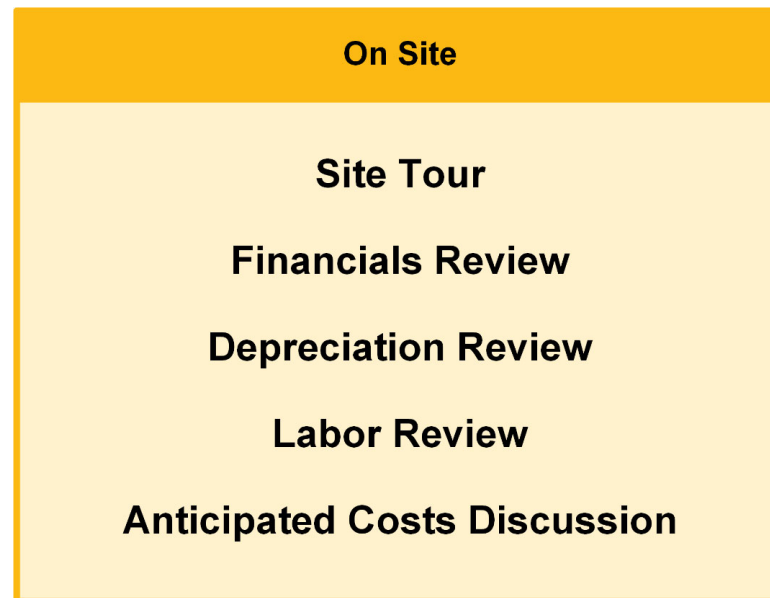 On Site
Site Tour
Financials Review
Depreciation Review
Labor Review
Anticipated Costs Discussion